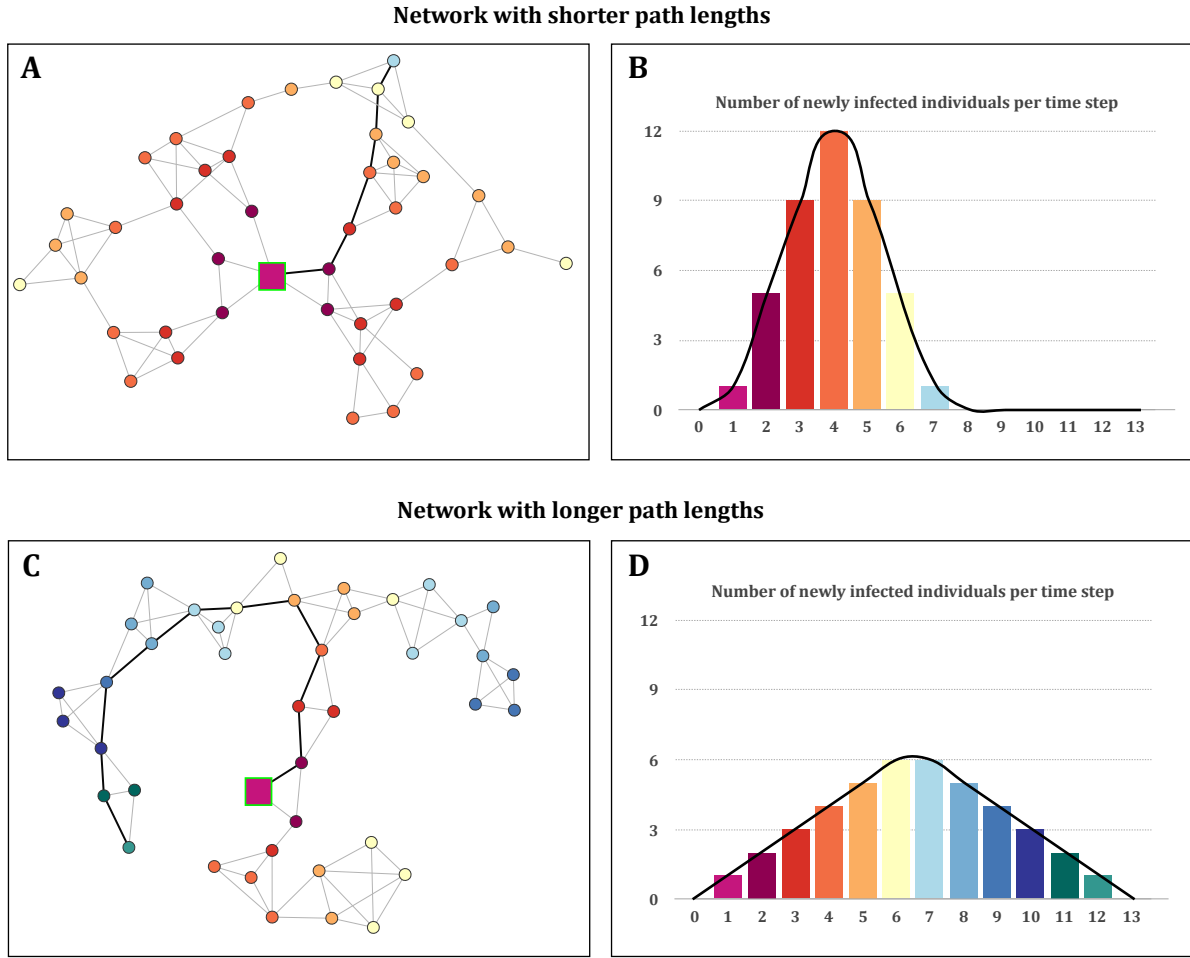 Network with shorter path lengths
A
B
Number of newly infected individuals per time step
12
9
6
3
0
0 1 2 3 4 5 6 7 8 9 10 11 12 13
Network with longer path lengths
C
D
Number of newly infected individuals per time step
12
9
6
3
0
0 1 2 3 4 5 6 7 8 9 10 11 12 13